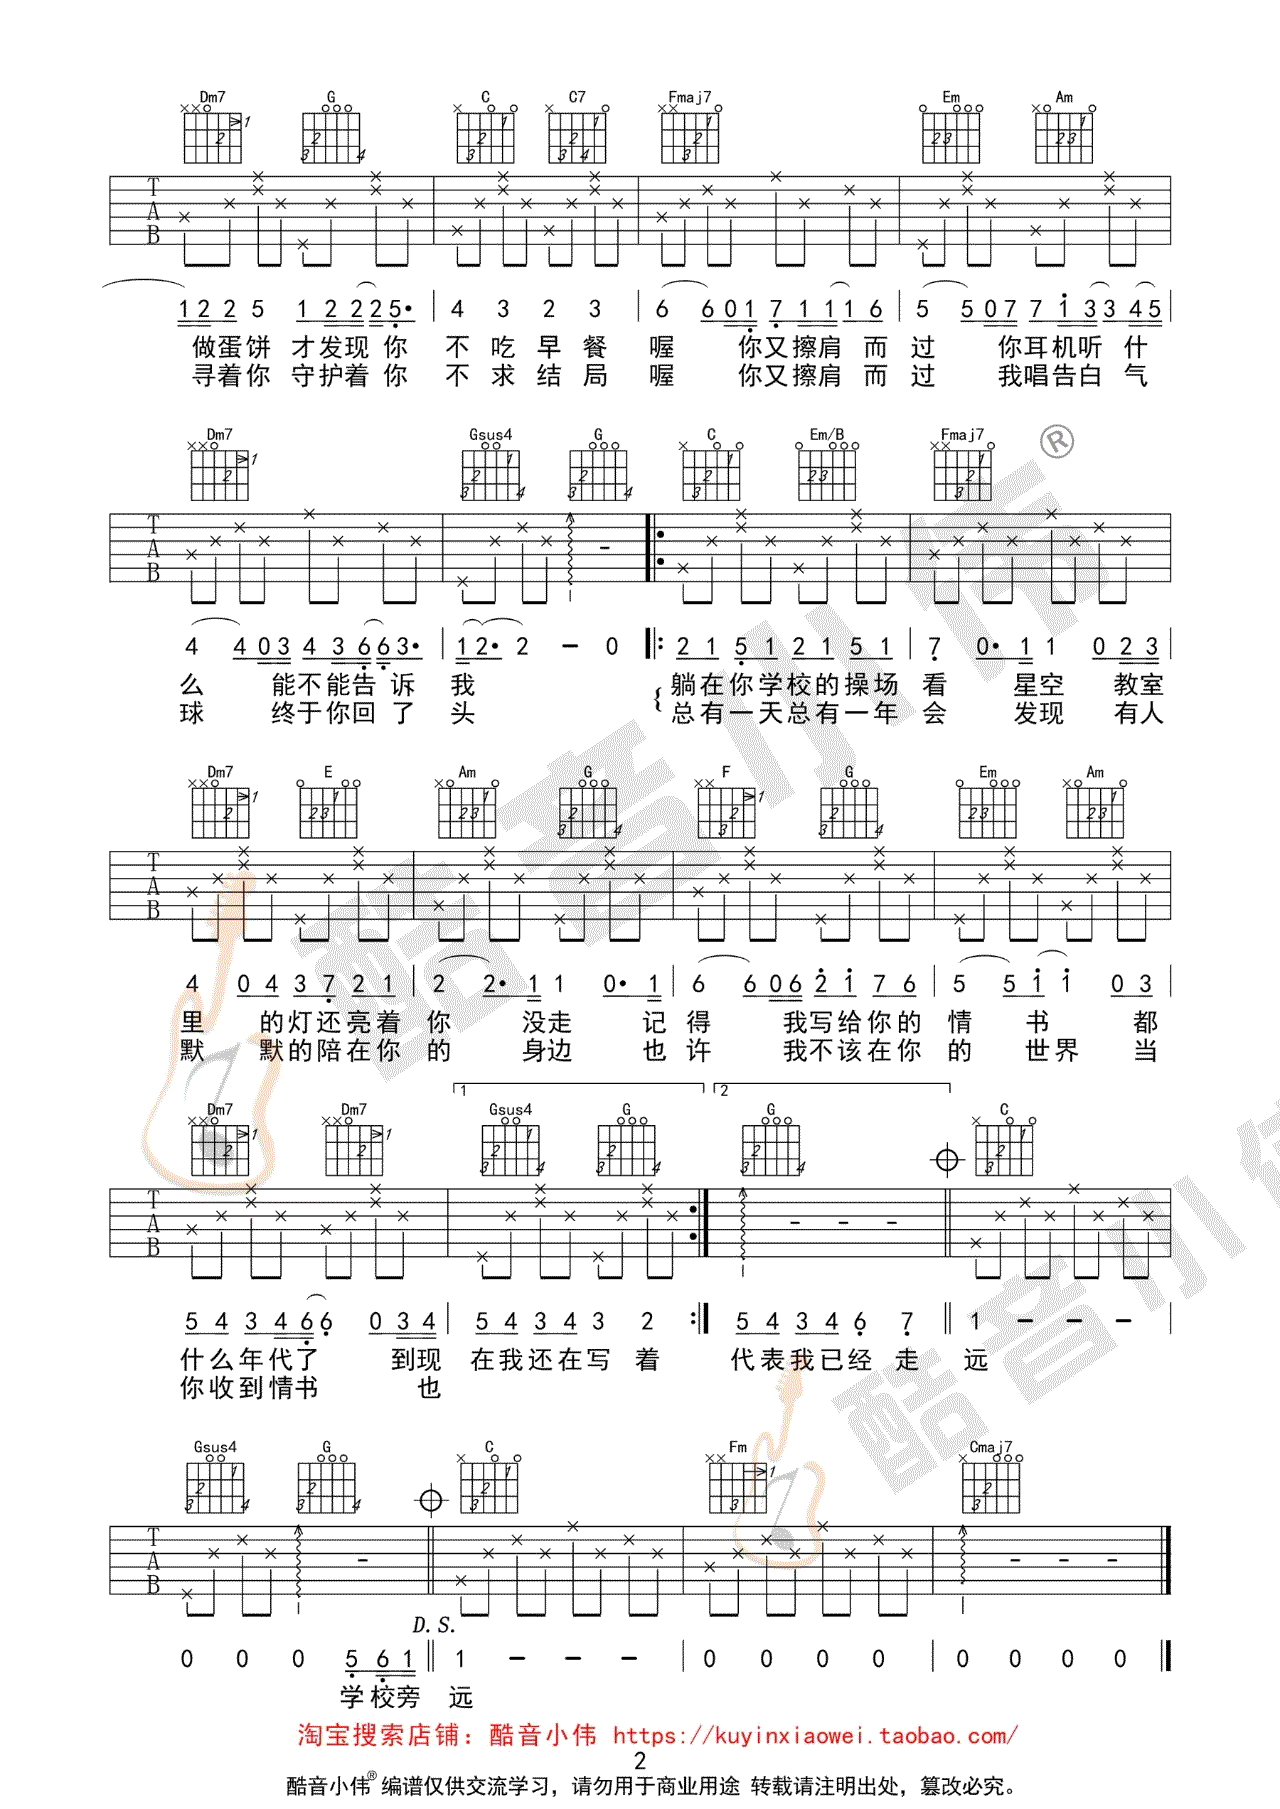 Dm7 G C C7 Fmaj7 Em Am
T A B
1 2 2 5 1 2 2 2 5· | 4 3 2 3 | 6 6 0 1 7 1 1 1 6 | 5 5 0 7 7 1 3 3 4 5
做蛋饼 才发现 你 不 吃 早 餐 喔 你又擦肩 而 过 你耳机听 什
寻着你 守护着 你 不 求 结 局 喔 你又擦肩 而 过 我唱告白 气
Dm7 Gsus4 G C Em/B Fmaj7 ®
T A B
4 4 0 3 4 3 6 6 3· | 1 2· 2 – 0 |: 2 1 5 1 2 1 5 1 | 7 0· 1 1 0 2 3
么 能不能告 诉 我 躺在你学校的操场 看 星空 教室
球 终于你回 了 头 总有一天总有一年 会 发现 有人
Dm7 E Am G F G Em Am
T A B
4 0 4 3 7 2 1 | 2 2· 1 1 0· 1 | 6 6 0 6 2 1 7 6 | 5 5 1 1 0 3
里 的灯还亮着 你 没走 记 得 我写给你的 情 书 都
默 默的陪在你 的 身边 也 许 我不该在你 的 世界 当
1 2
Dm7 Dm7 Gsus4 G G C
T A B
5 4 3 4 6 6 0 3 4 | 5 4 3 4 3 2 :| 5 4 3 4 6 7 || 1 – – –
什么年代了 到现 在我还在写 着 代表我已经 走 远
你收到情书 也
Gsus4 G C Fm Cmaj7
T A B
D.S.
0 0 0 5 6 1 || 1 – – – | 0 0 0 0 | 0 0 0 0
学校旁 远
淘宝搜索店铺：酷音小伟 https://kuyinxiaowei.taobao.com/
2
酷音小伟® 编谱仅供交流学习，请勿用于商业用途 转载请注明出处，篡改必究。
酷音小伟
酷音小伟